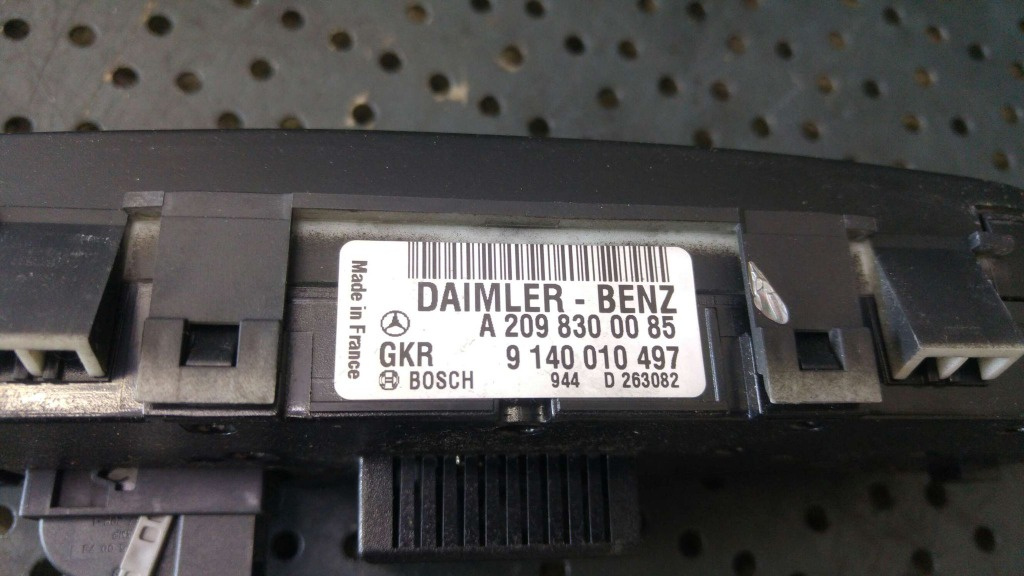 Made in France
DAIMLER - BENZ
A 209 830 00 85
GKR 9 140 010 497
BOSCH 944 D 263082